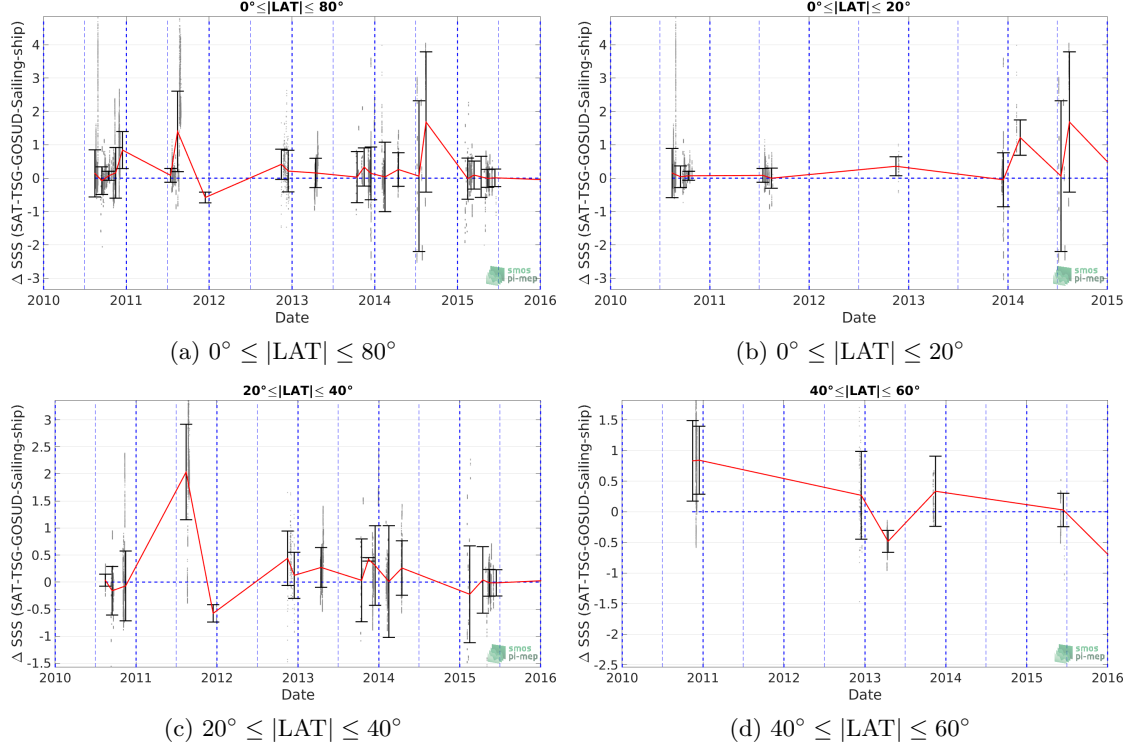 0°≤|LAT|≤ 80°
Δ SSS (SAT-TSG-GOSUD-Sailing-ship)
4
3
2
1
0
-1
-2
-3
2010 2011 2012 2013 2014 2015 2016
Date
smos
pi-mep
(a) 0° ≤ |LAT| ≤ 80°
0°≤|LAT|≤ 20°
Δ SSS (SAT-TSG-GOSUD-Sailing-ship)
4
3
2
1
0
-1
-2
-3
2010 2011 2012 2013 2014 2015
Date
smos
pi-mep
(b) 0° ≤ |LAT| ≤ 20°
20°≤|LAT|≤ 40°
Δ SSS (SAT-TSG-GOSUD-Sailing-ship)
3
2.5
2
1.5
1
0.5
0
-0.5
-1
-1.5
2010 2011 2012 2013 2014 2015 2016
Date
smos
pi-mep
(c) 20° ≤ |LAT| ≤ 40°
40°≤|LAT|≤ 60°
Δ SSS (SAT-TSG-GOSUD-Sailing-ship)
1.5
1
0.5
0
-0.5
-1
-1.5
-2
-2.5
2010 2011 2012 2013 2014 2015 2016
Date
smos
pi-mep
(d) 40° ≤ |LAT| ≤ 60°